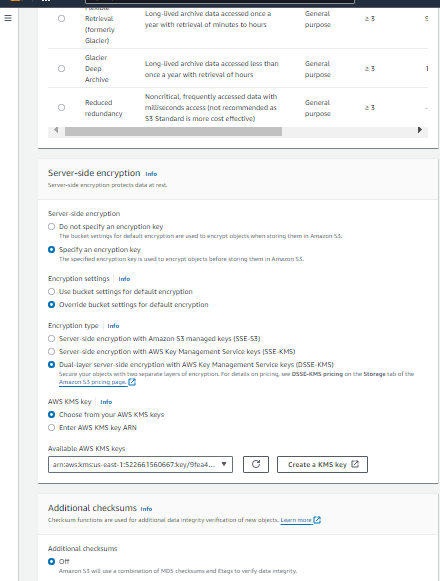 Flexible
Retrieval
(formerly
Glacier)
Long-lived archive data accessed once a
year with retrieval of minutes to hours
General
purpose
≥ 3
Glacier
Deep
Archive
Long-lived archive data accessed less than
once a year with retrieval of hours
General
purpose
≥ 3
1
Reduced
redundancy
Noncritical, frequently accessed data with
milliseconds access (not recommended as
S3 Standard is more cost effective)
General
purpose
≥ 3
-
Server-side encryption Info
Server-side encryption protects data at rest.
Server-side encryption
Do not specify an encryption key
The bucket settings for default encryption are used to encrypt objects when storing them in Amazon S3.
Specify an encryption key
The specified encryption key is used to encrypt objects before storing them in Amazon S3.
Encryption settings Info
Use bucket settings for default encryption
Override bucket settings for default encryption
Encryption type Info
Server-side encryption with Amazon S3 managed keys (SSE-S3)
Server-side encryption with AWS Key Management Service keys (SSE-KMS)
Dual-layer server-side encryption with AWS Key Management Service keys (DSSE-KMS)
Secure your objects with two separate layers of encryption. For details on pricing, see DSSE-KMS pricing on the Storage tab of the
Amazon S3 pricing page.
AWS KMS key Info
Choose from your AWS KMS keys
Enter AWS KMS key ARN
Available AWS KMS keys
arn:aws:kms:us-east-1:522661560667:key/9fea4...
Create a KMS key
Additional checksums Info
Checksum functions are used for additional data integrity verification of new objects. Learn more
Additional checksums
Off
Amazon S3 will use a combination of MD5 checksums and Etags to verify data integrity.